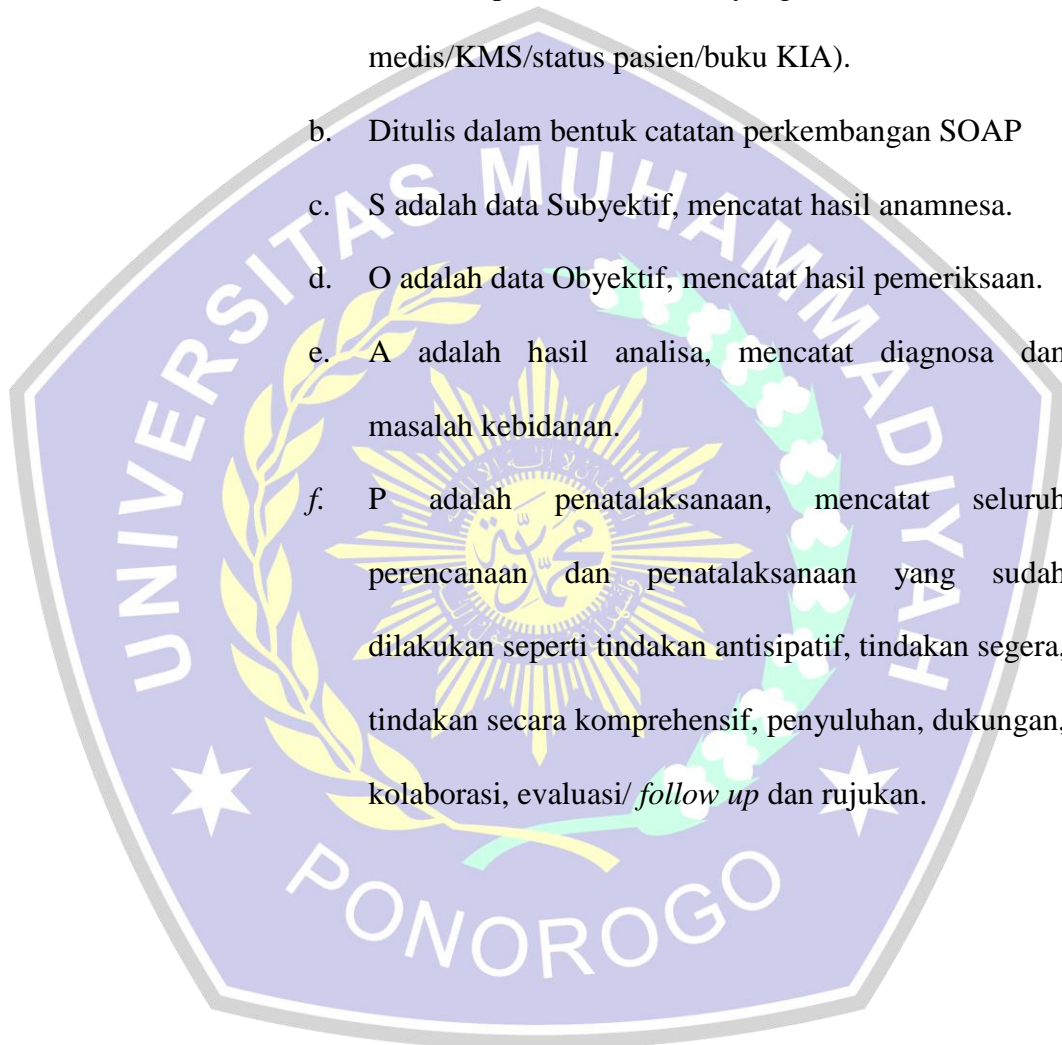 medis/KMS/status pasien/buku KIA).
b. Ditulis dalam bentuk catatan perkembangan SOAP
c. S adalah data Subyektif, mencatat hasil anamnesa.
d. O adalah data Obyektif, mencatat hasil pemeriksaan.
e. A adalah hasil analisa, mencatat diagnosa dan
masalah kebidanan.
f. P adalah penatalaksanaan, mencatat seluruh
perencanaan dan penatalaksanaan yang sudah
dilakukan seperti tindakan antisipatif, tindakan segera,
tindakan secara komprehensif, penyuluhan, dukungan,
kolaborasi, evaluasi/ follow up dan rujukan.
UNIVERSITAS MUHAMMADIYAH
PONOROGO